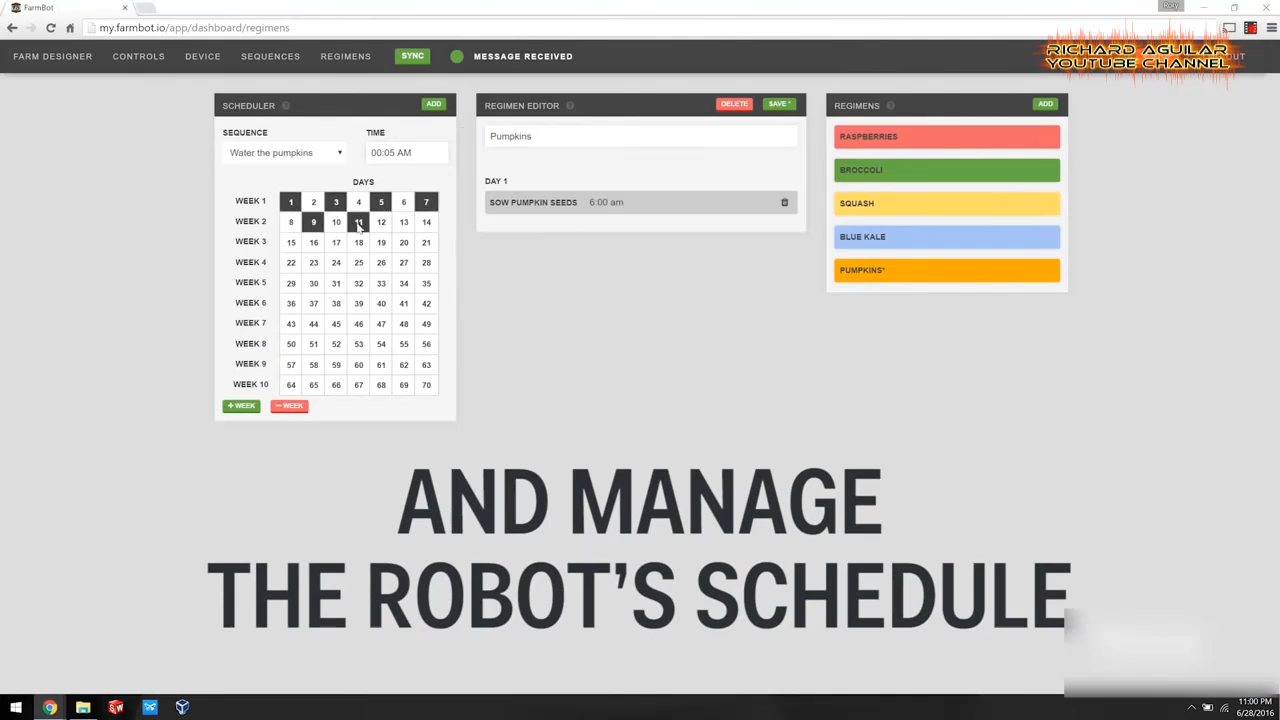 Rory
FarmBot
my.farmbot.io/app/dashboard/regimens
FARM DESIGNER CONTROLS DEVICE SEQUENCES REGIMENS SYNC MESSAGE RECEIVED
RICHARD AGUILAR
YOUTUBE CHANNEL
SCHEDULER ? ADD
SEQUENCE TIME
Water the pumpkins 00:05 AM
DAYS
WEEK 1 1 2 3 4 5 6 7
WEEK 2 8 9 10 11 12 13 14
WEEK 3 15 16 17 18 19 20 21
WEEK 4 22 23 24 25 26 27 28
WEEK 5 29 30 31 32 33 34 35
WEEK 6 36 37 38 39 40 41 42
WEEK 7 43 44 45 46 47 48 49
WEEK 8 50 51 52 53 54 55 56
WEEK 9 57 58 59 60 61 62 63
WEEK 10 64 65 66 67 68 69 70
+ WEEK − WEEK
REGIMEN EDITOR ? DELETE SAVE *
Pumpkins
DAY 1
SOW PUMPKIN SEEDS 6:00 am
REGIMENS ? ADD
RASPBERRIES
BROCCOLI
SQUASH
BLUE KALE
PUMPKINS*
AND MANAGE
THE ROBOT'S SCHEDULE
11:00 PM
6/28/2016